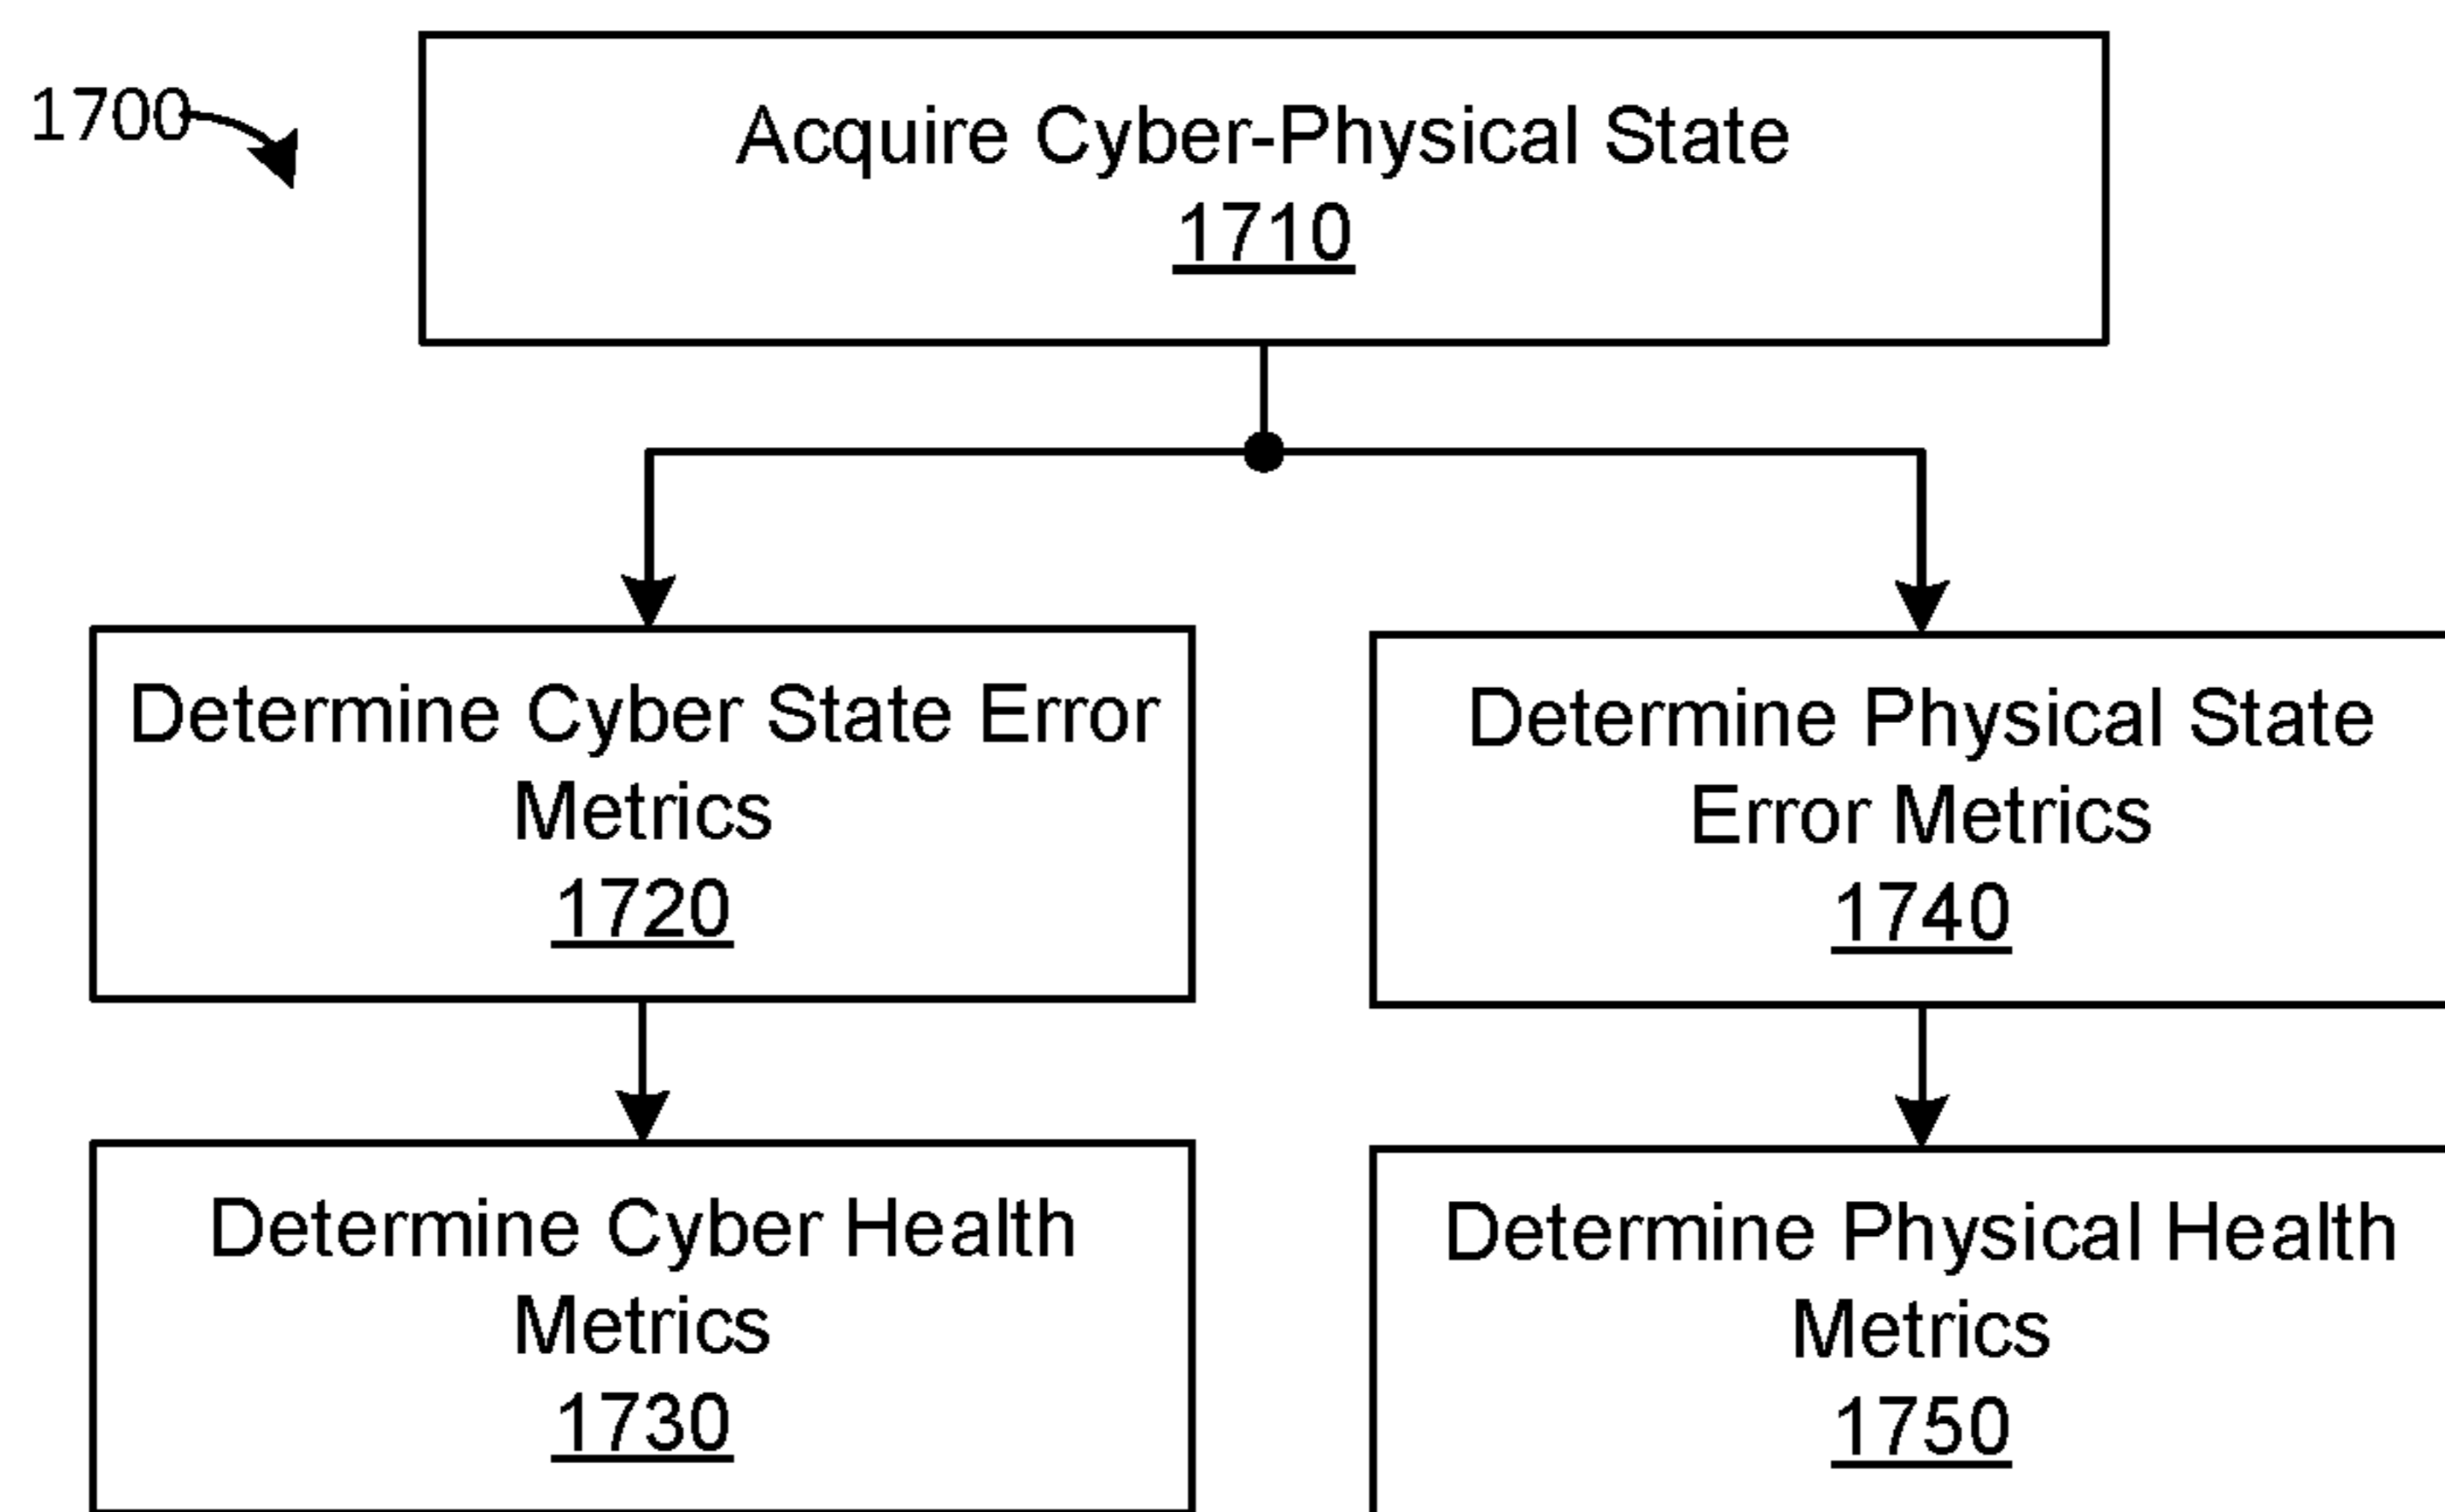 1700
Acquire Cyber-Physical State
1710
Determine Cyber State Error
Metrics
1720
Determine Physical State
Error Metrics
1740
Determine Cyber Health
Metrics
1730
Determine Physical Health
Metrics
1750